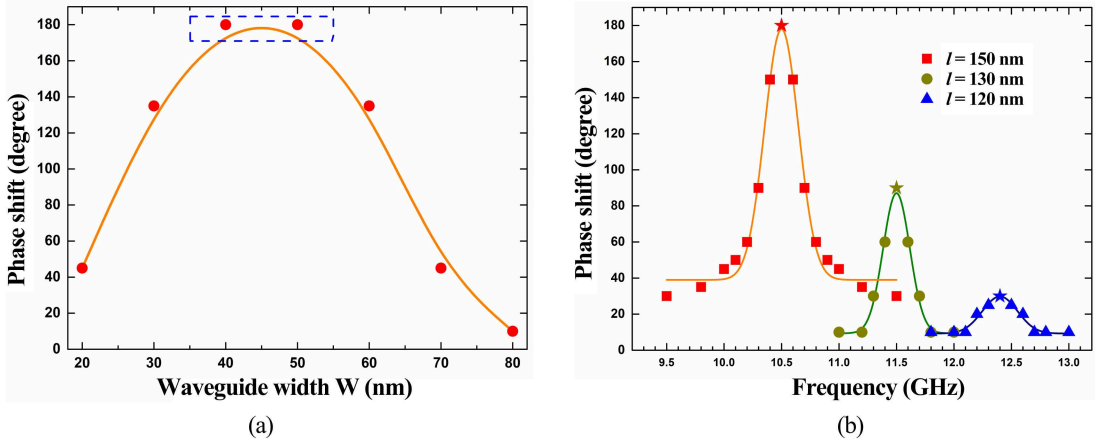 180
160
140
120
100
80
60
40
20
0
Phase shift (degree)
20 30 40 50 60 70 80
Waveguide width W (nm)
(a)
180
160
140
120
100
80
60
40
20
0
Phase shift (degree)
l = 150 nm
l = 130 nm
l = 120 nm
9.5 10.0 10.5 11.0 11.5 12.0 12.5 13.0
Frequency (GHz)
(b)